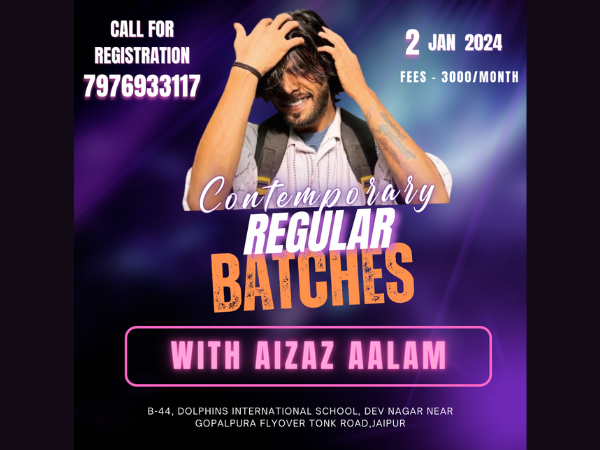 CALL FOR
REGISTRATION
7976933117
2 JAN 2024
FEES - 3000/MONTH
Contemporary
REGULAR
BATCHES
WITH AIZAZ AALAM
B-44, DOLPHINS INTERNATIONAL SCHOOL, DEV NAGAR NEAR
GOPALPURA FLYOVER TONK ROAD,JAIPUR